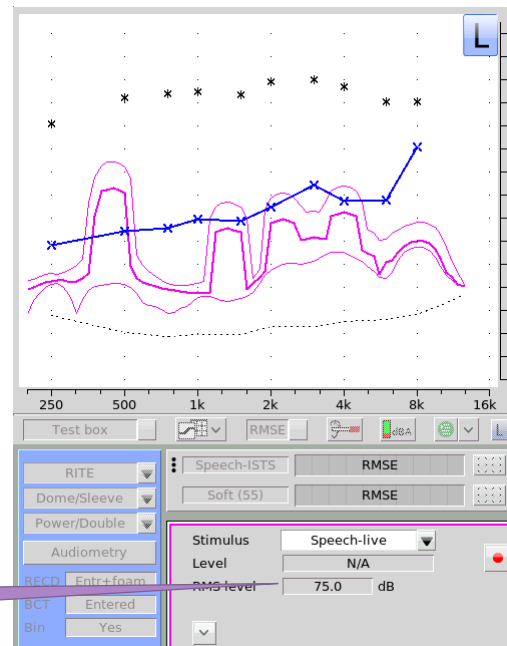 L
250 500 1k 2k 4k 8k 16k
Test box RMSE dBA L
RITE
Dome/Sleeve
Power/Double
Audiometry
RECD Entr+foam
BCT Entered
Bin Yes
Speech-ISTS RMSE
Soft (55) RMSE
Stimulus Speech-live
Level N/A
RMS level 75.0 dB